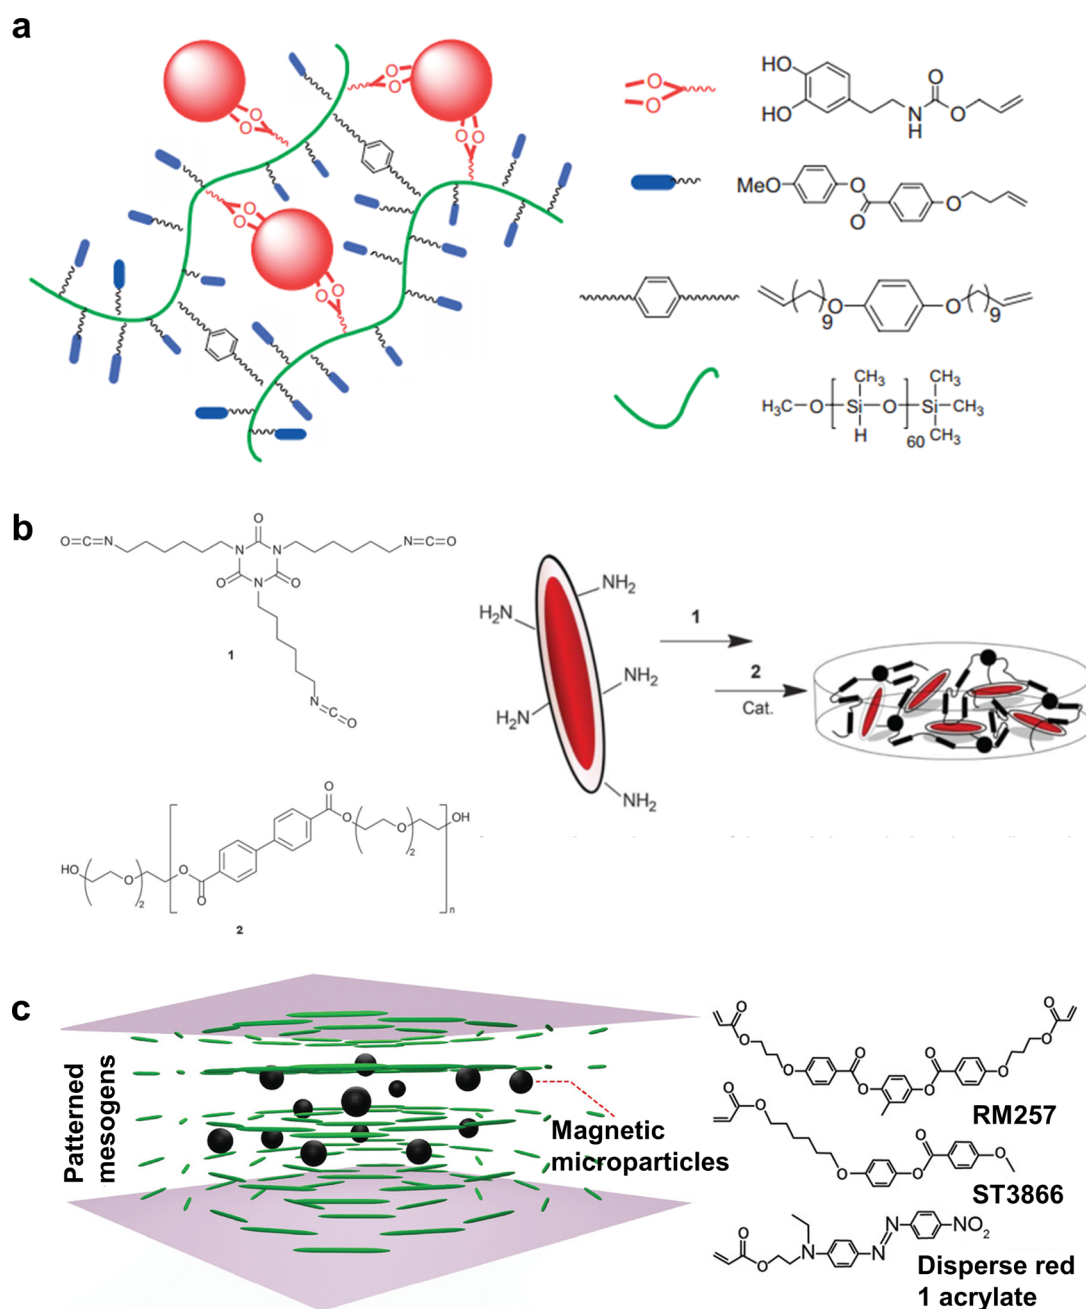 a
O
O
O
O
O
O
O
O
O
O
O
O
HO
HO
N
H
O
O
MeO
O
O
O
O
9
O
9
H₃C
O
CH₃
Si
H
O
60
CH₃
Si
CH₃
CH₃
b
O=C=N
O
N
N
O
N
O
N=C=O
N=C=O
1
H₂N
H₂N
NH₂
NH₂
NH₂
1
2
Cat.
HO
O
2
O
O
O
O
O
2
OH
n
2
c
Patterned
mesogens
Magnetic
microparticles
O
O
O
O
O
O
O
O
O
O
RM257
O
O
O
O
O
O
ST3866
O
O
N
N
N
NO₂
Disperse red
1 acrylate